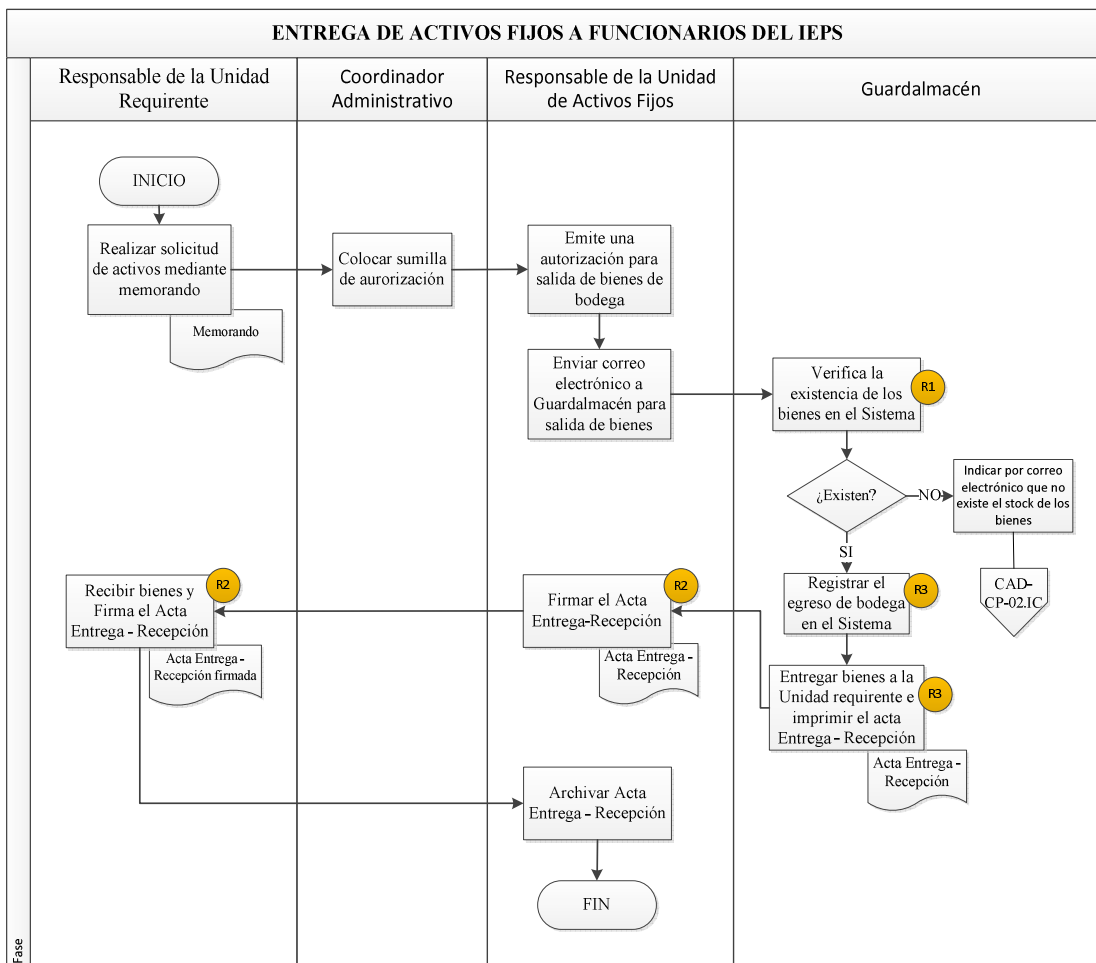 ENTREGA DE ACTIVOS FIJOS A FUNCIONARIOS DEL IEPS
Responsable de la Unidad
Requirente
Coordinador
Administrativo
Responsable de la Unidad
de Activos Fijos
Guardalmacén
INICIO
Realizar solicitud
de activos mediante
memorando
Memorando
Colocar sumilla
de aurorización
Emite una
autorización para
salida de bienes de
bodega
Enviar correo
electrónico a
Guardalmacén para
salida de bienes
Verifica la
existencia de los
bienes en el Sistema
R1
¿Existen?
NO
Indicar por correo
electrónico que no
existe el stock de los
bienes
CAD-
CP-02.IC
SI
Registrar el
egreso de bodega
en el Sistema
R3
Entregar bienes a la
Unidad requirente e
imprimir el acta
Entrega - Recepción
R3
Acta Entrega -
Recepción
Firmar el Acta
Entrega-Recepción
R2
Acta Entrega -
Recepción
Recibir bienes y
Firma el Acta
Entrega - Recepción
R2
Acta Entrega -
Recepción firmada
Archivar Acta
Entrega - Recepción
FIN
Fase